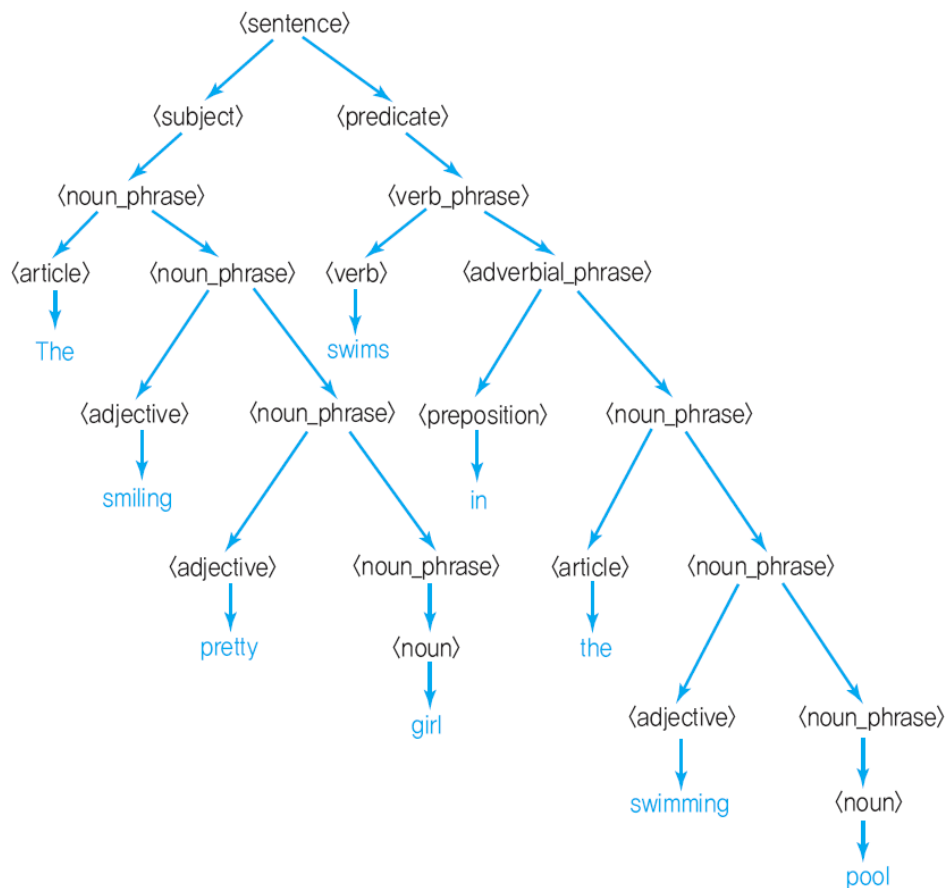 ⟨sentence⟩
⟨subject⟩ ⟨predicate⟩
⟨noun_phrase⟩ ⟨verb_phrase⟩
⟨article⟩ ⟨noun_phrase⟩ ⟨verb⟩ ⟨adverbial_phrase⟩
The swims
⟨adjective⟩ ⟨noun_phrase⟩ ⟨preposition⟩ ⟨noun_phrase⟩
smiling in
⟨adjective⟩ ⟨noun_phrase⟩ ⟨article⟩ ⟨noun_phrase⟩
pretty ⟨noun⟩ the
girl ⟨adjective⟩ ⟨noun_phrase⟩
swimming ⟨noun⟩
pool